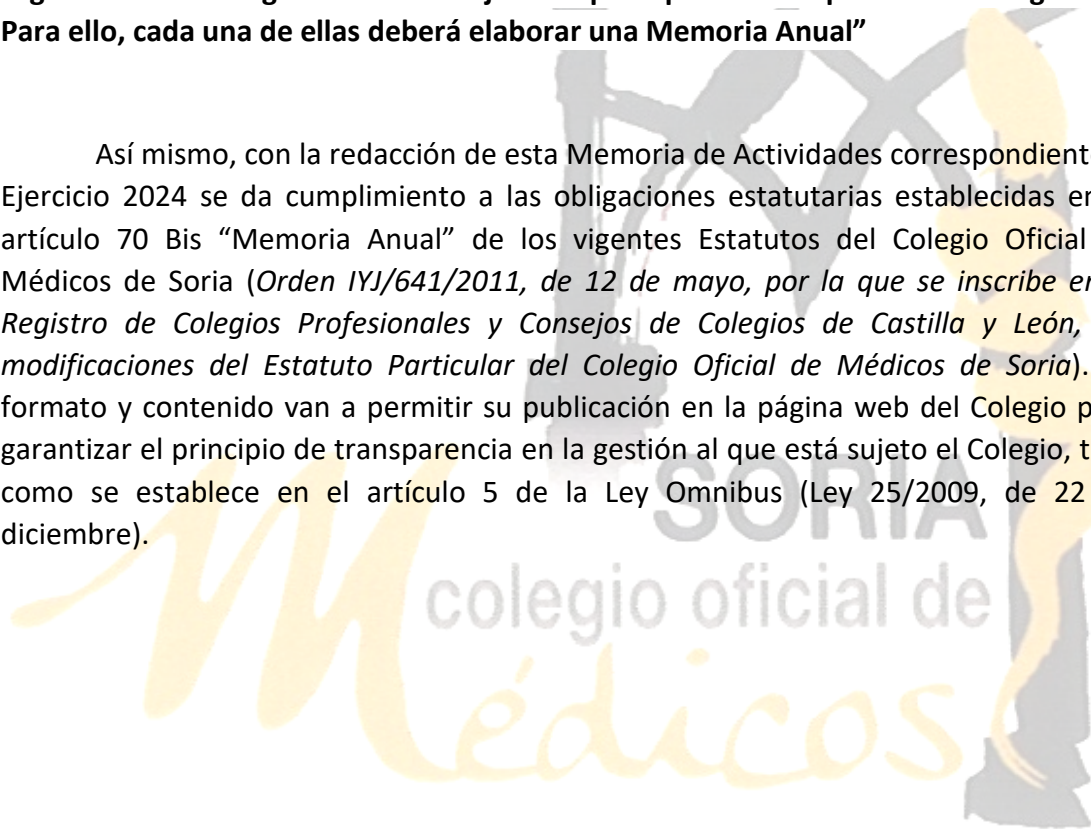 Para ello, cada una de ellas deberá elaborar una Memoria Anual”
Así mismo, con la redacción de esta Memoria de Actividades correspondient
Ejercicio 2024 se da cumplimiento a las obligaciones estatutarias establecidas en
artículo 70 Bis “Memoria Anual” de los vigentes Estatutos del Colegio Oficial
Médicos de Soria (Orden IYJ/641/2011, de 12 de mayo, por la que se inscribe en
Registro de Colegios Profesionales y Consejos de Colegios de Castilla y León,
modificaciones del Estatuto Particular del Colegio Oficial de Médicos de Soria).
formato y contenido van a permitir su publicación en la página web del Colegio p
garantizar el principio de transparencia en la gestión al que está sujeto el Colegio, t
como se establece en el artículo 5 de la Ley Omnibus (Ley 25/2009, de 22
diciembre).
SORIA
colegio oficial de
Médicos